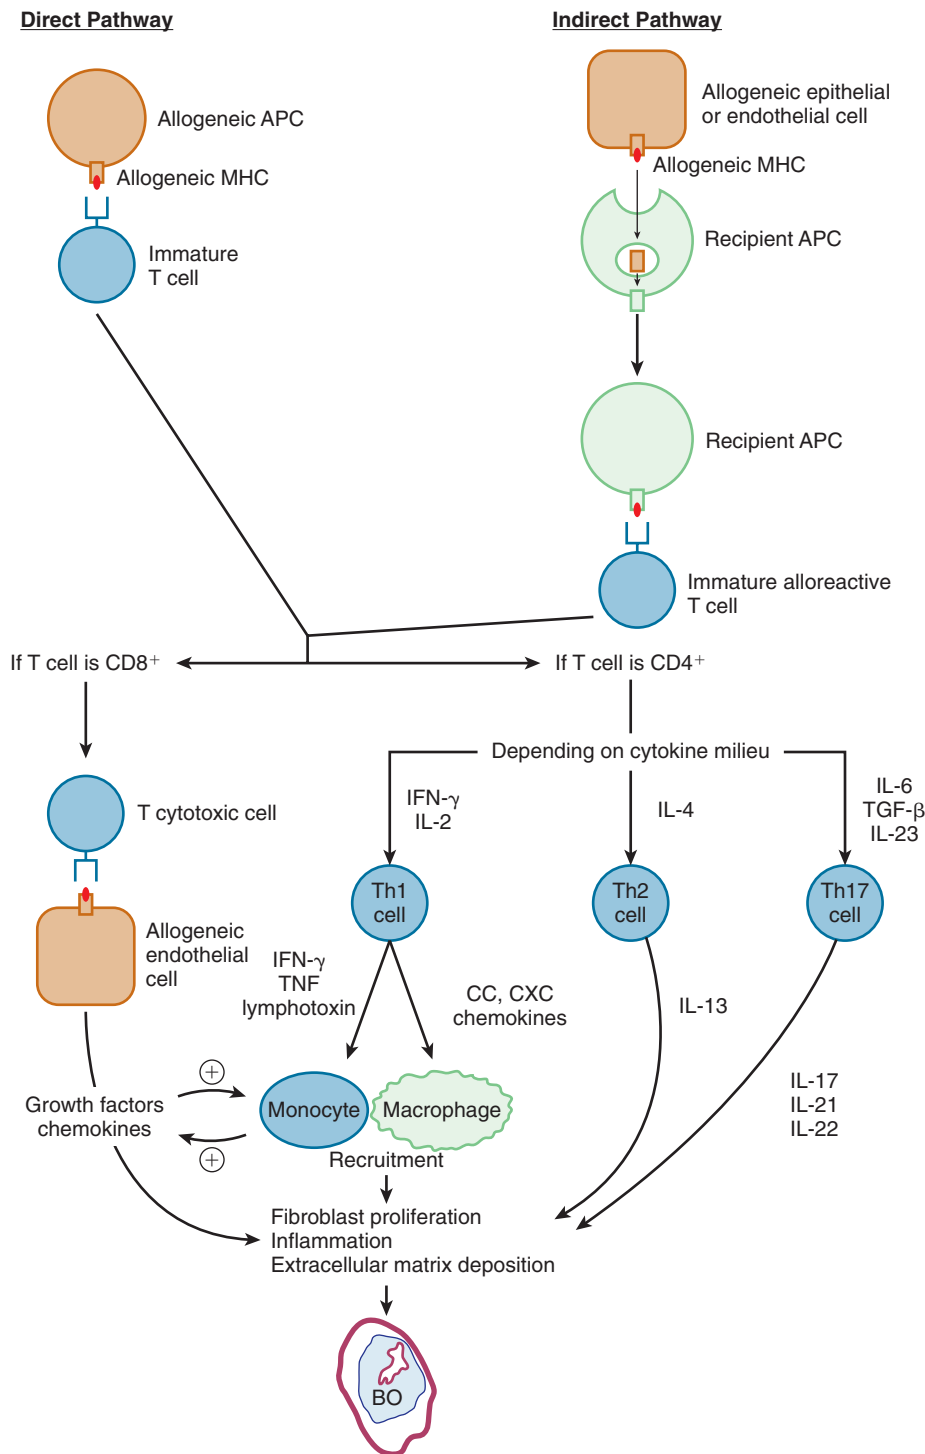 Direct Pathway
Indirect Pathway
Allogeneic APC
Allogeneic MHC
Immature
T cell
Allogeneic epithelial
or endothelial cell
Allogeneic MHC
Recipient APC
Recipient APC
Immature alloreactive
T cell
If T cell is CD8⁺
If T cell is CD4⁺
Depending on cytokine milieu
T cytotoxic cell
IFN-γ
IL-2
IL-4
IL-6
TGF-β
IL-23
Th1
cell
Th2
cell
Th17
cell
Allogeneic
endothelial
cell
IFN-γ
TNF
lymphotoxin
CC, CXC
chemokines
IL-13
IL-17
IL-21
IL-22
+
Growth factors
chemokines
+
Monocyte
Macrophage
Recruitment
Fibroblast proliferation
Inflammation
Extracellular matrix deposition
BO